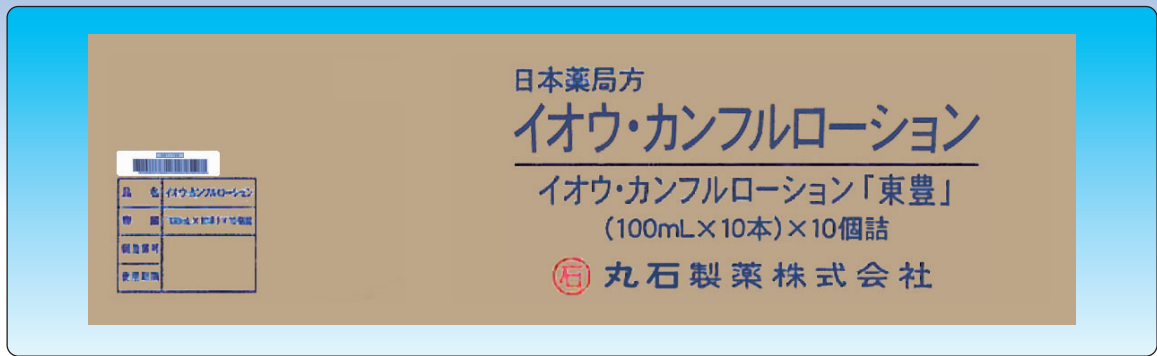 日本薬局方
イオウ・カンフルローション
イオウ・カンフルローション「東豊」
(100mL×10本)×10個詰
石 丸石製薬株式会社
品 名 イオウ・カンフルローション
容 量
製造番号
使用期限